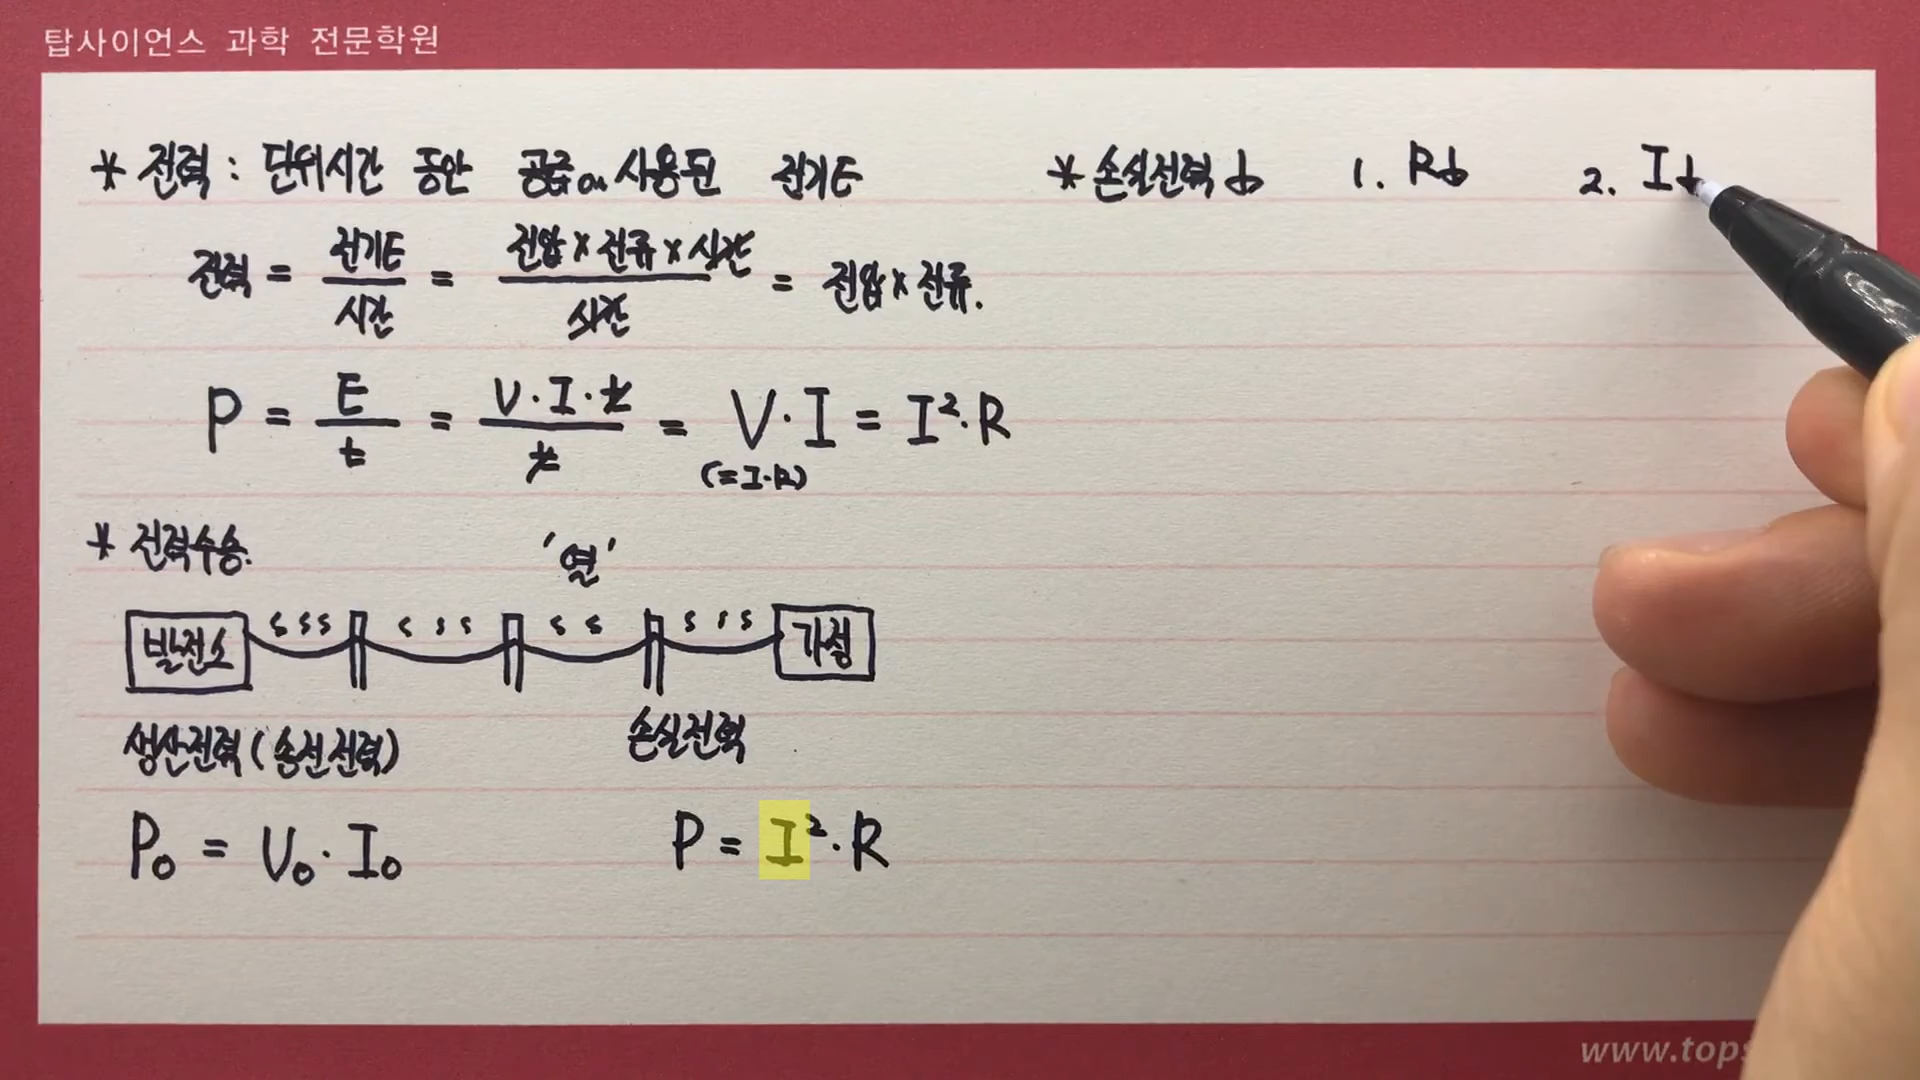 탑사이언스 과학 전문학원
* 전력 : 단위시간 동안 공급 or 사용된 전기E
전력 = 전기E / 시간 = 전압 × 전류 × 시간 / 시간 = 전압 × 전류.
P = E / t = V · I · t / t = V · I = I² · R
(= I · R)
* 전력수송.
'열'
발전소
가정
생산전력 (송전전력)
손실전력
P₀ = V₀ · I₀
P = I² · R
* 손실전력 ↓ 1. R↓ 2. I↓
www.tops